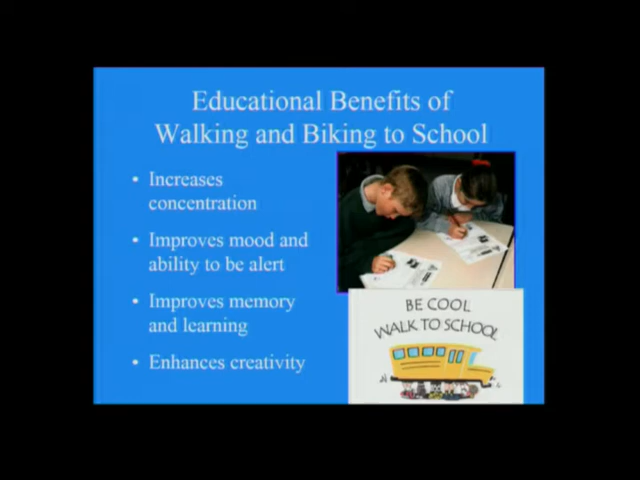 Educational Benefits of
Walking and Biking to School
• Increases
concentration
• Improves mood and
ability to be alert
• Improves memory
and learning
• Enhances creativity
BE COOL
WALK TO SCHOOL